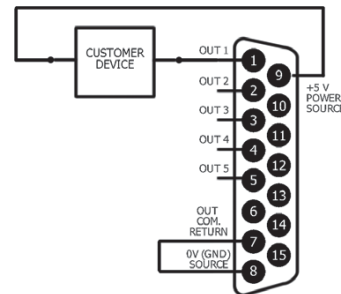 CUSTOMER
DEVICE
OUT 1
OUT 2
OUT 3
OUT 4
OUT 5
OUT
COM.
RETURN
0V (GND)
SOURCE
1
2
3
4
5
6
7
8
9
10
11
12
13
14
15
+5 V
POWER